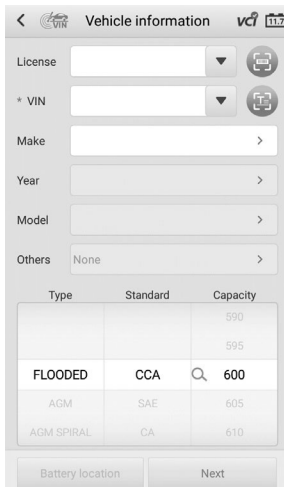 VIN Vehicle information vci 11.7
License
* VIN
Make
Year
Model
Others None
Type Standard Capacity
590
595
FLOODED CCA 600
AGM SAE 605
AGM SPIRAL CA 610
Battery location Next